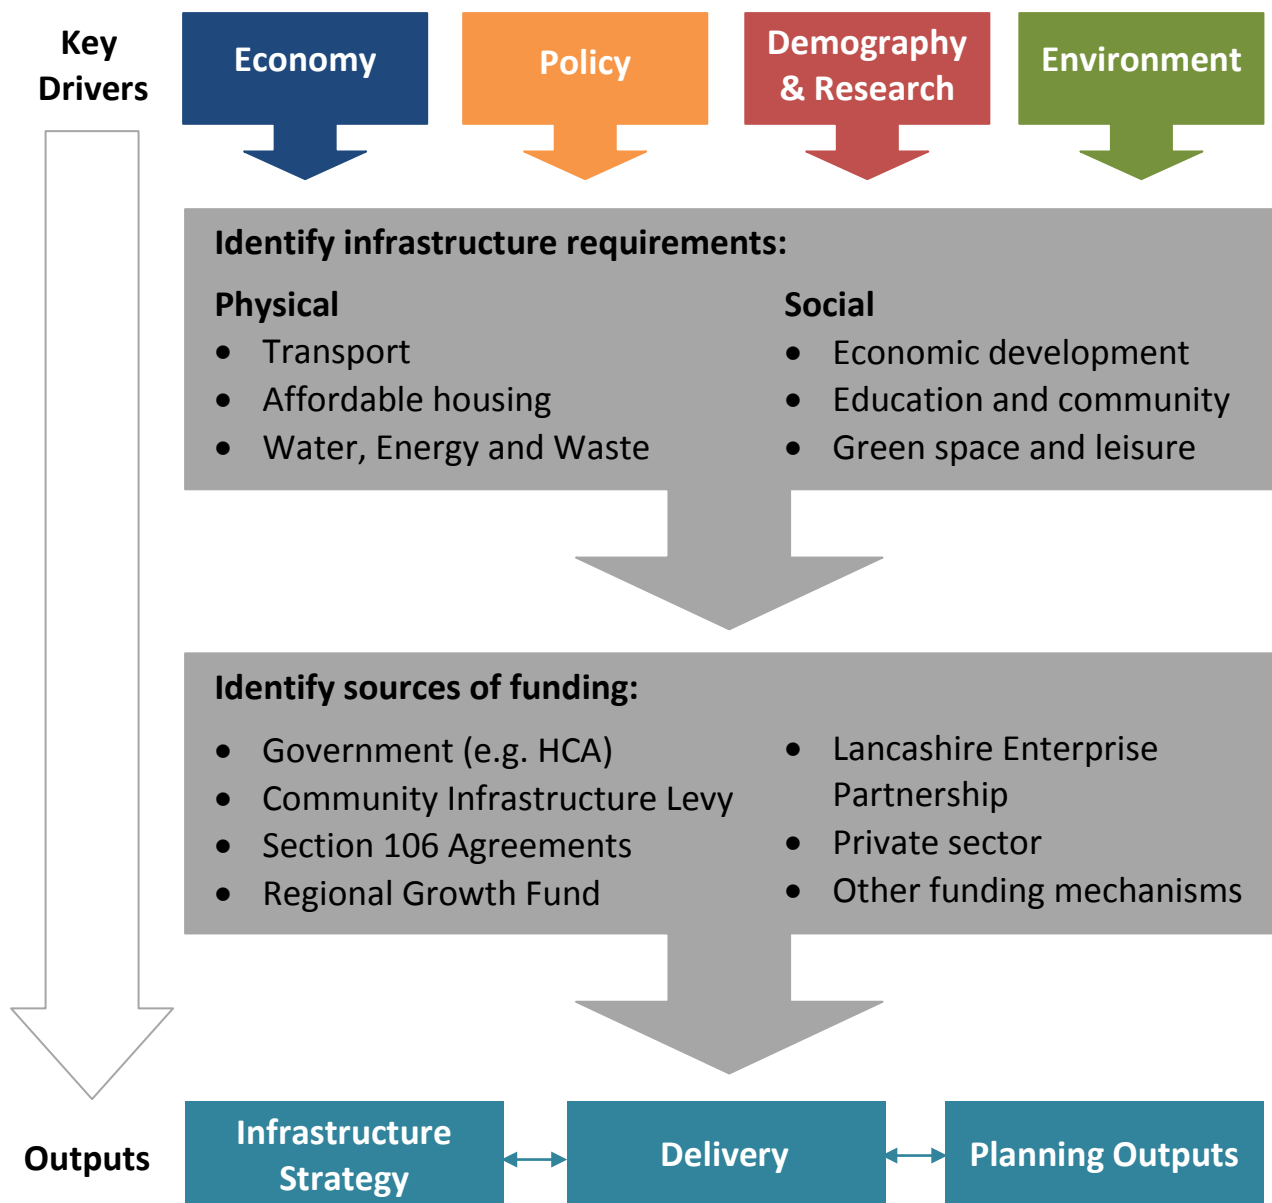 Key
Drivers
Economy
Policy
Demography
& Research
Environment
Identify infrastructure requirements:
Physical
• Transport
• Affordable housing
• Water, Energy and Waste
Social
• Economic development
• Education and community
• Green space and leisure
Identify sources of funding:
• Government (e.g. HCA)
• Community Infrastructure Levy
• Section 106 Agreements
• Regional Growth Fund
• Lancashire Enterprise
Partnership
• Private sector
• Other funding mechanisms
Outputs
Infrastructure
Strategy
Delivery
Planning Outputs